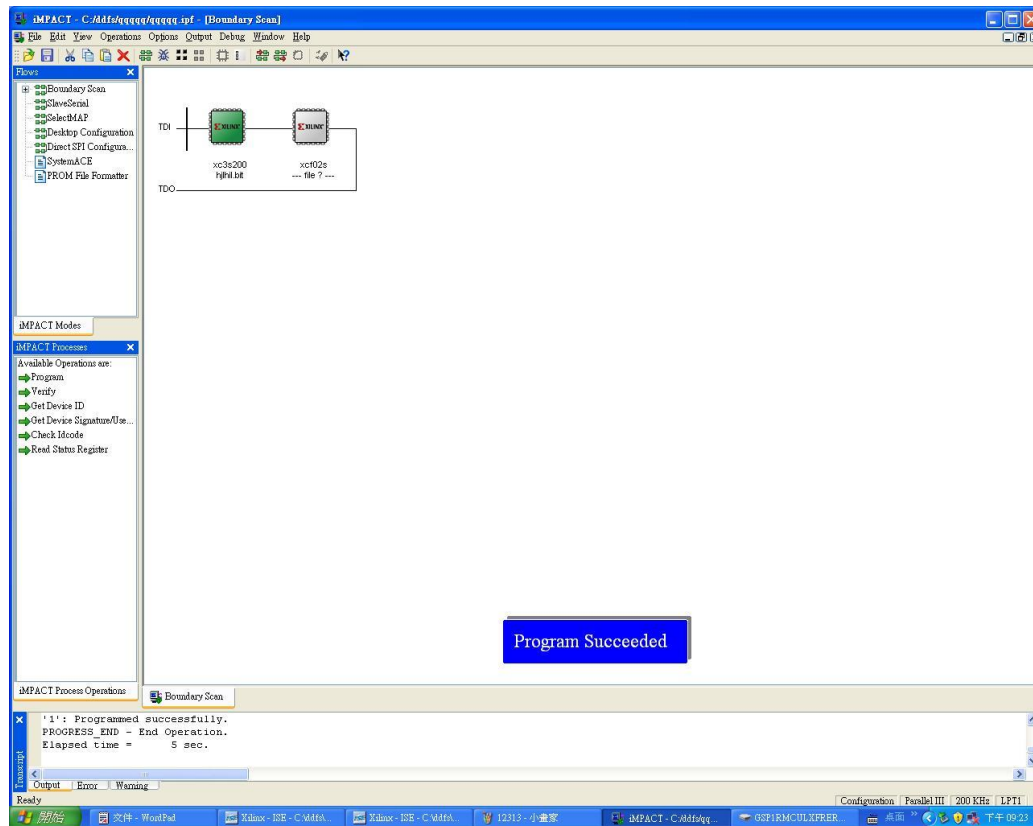 iMPACT - C:/ddfs/qqqqq/qqqqq.ipf - [Boundary Scan]
File Edit View Operations Options Output Debug Window Help
Flows
Boundary Scan
SlaveSerial
SelectMAP
Desktop Configuration
Direct SPI Configura...
SystemACE
PROM File Formatter
iMPACT Modes
TDI
XILINX
XILINX
xc3s200
xcf02s
hjlhil.bit
--- file ? ---
TDO
iMPACT Processes
Available Operations are:
Program
Verify
Get Device ID
Get Device Signature/Use...
Check Idcode
Read Status Register
iMPACT Process Operations
Program Succeeded
Boundary Scan
'1': Programmed successfully.
PROGRESS_END - End Operation.
Elapsed time = 5 sec.
Transcript
Output Error Warning
Ready
Configuration Parallel III 200 KHz LPT1
開始 文件 - WordPad Xilinx - ISE - C:\ddfs\... Xilinx - ISE - C:\ddfs\... 12313 - 小畫家 iMPACT - C:/ddfs/qq... GSP1RMCULXFRER... 桌面 » 下午 09:23